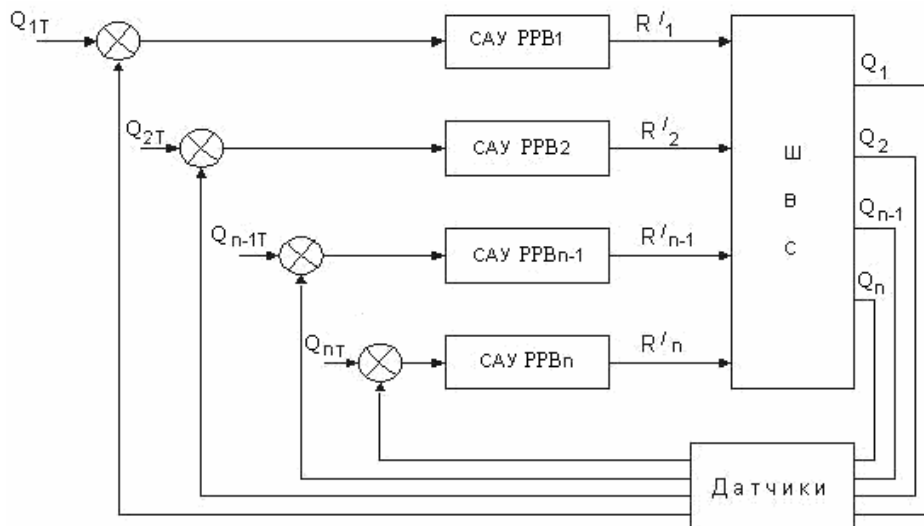 Q1T
САУ РРВ1
R/1
Q1
Q2T
САУ РРВ2
R/2
Q2
Ш
В
С
Qn-1T
САУ РРВn-1
R/n-1
Qn-1
QnT
САУ РРВn
R/n
Qn
Датчики